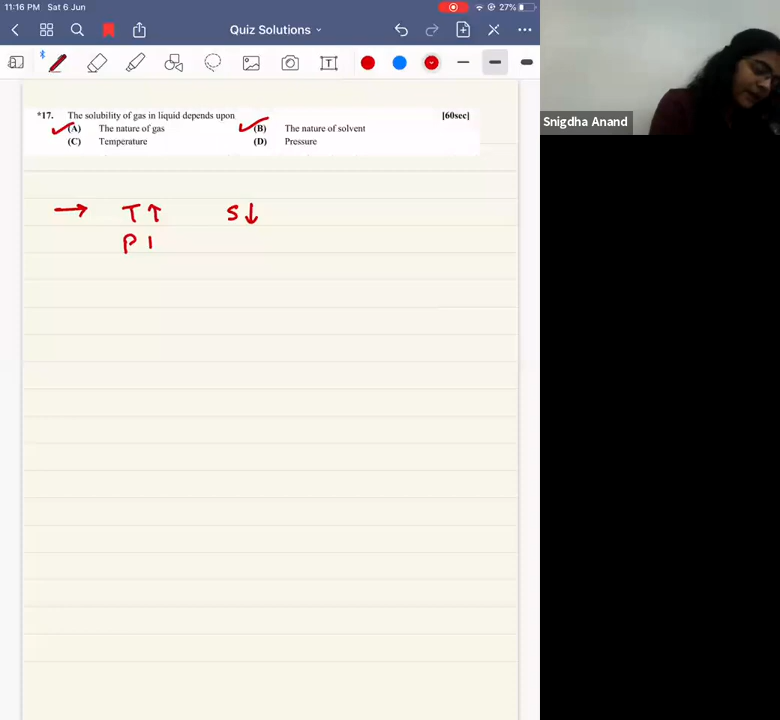 11:16 PM Sat 6 Jun 27%
Quiz Solutions
T
Snigdha Anand
*17. The solubility of gas in liquid depends upon [60sec]
(A) The nature of gas (B) The nature of solvent
(C) Temperature (D) Pressure
→ T ↑ S ↓
P I